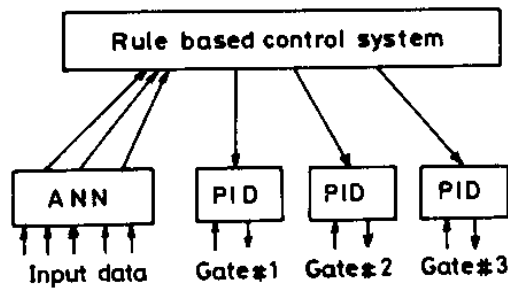 Rule based control system
ANN
PID
PID
PID
Input data
Gate#1
Gate#2
Gate#3